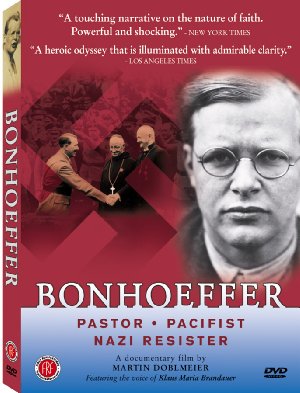 "A touching narrative on the nature of faith.
Powerful and shocking." - NEW YORK TIMES
"A heroic odyssey that is illuminated with admirable clarity."
- LOS ANGELES TIMES
BONHOEFFER
PASTOR • PACIFIST
NAZI RESISTER
A documentary film by
MARTIN DOBLMEIER
Featuring the voice of Klaus Maria Brandauer
DVD
BONHOEFFER
FRF
DVD